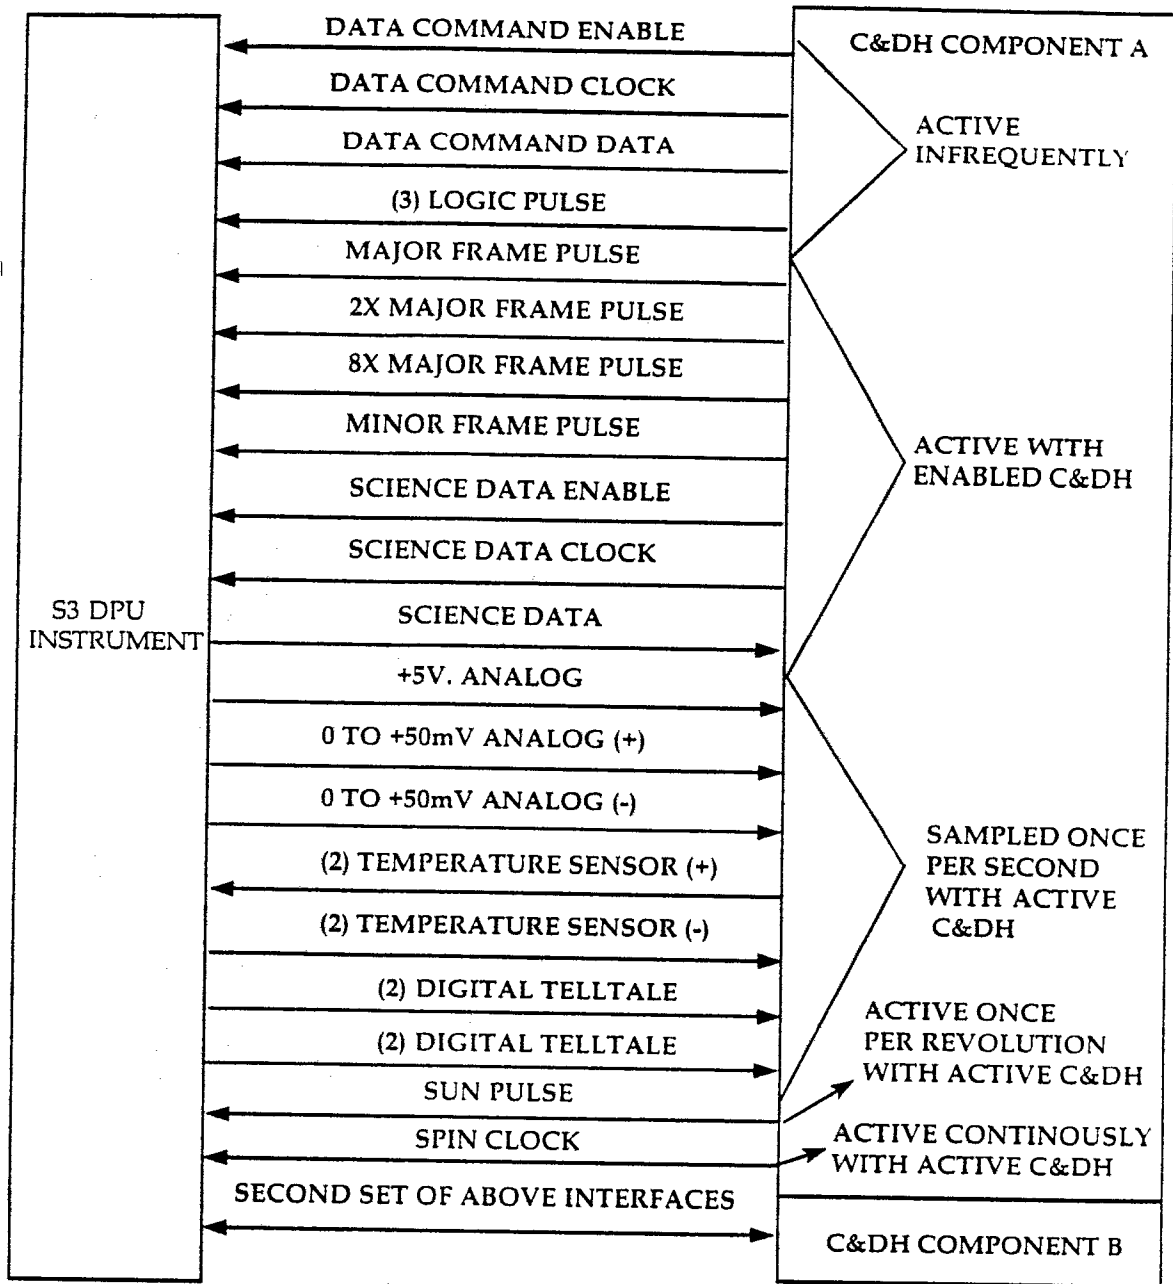 DATA COMMAND ENABLE
C&DH COMPONENT A
DATA COMMAND CLOCK
ACTIVE
INFREQUENTLY
DATA COMMAND DATA
(3) LOGIC PULSE
MAJOR FRAME PULSE
2X MAJOR FRAME PULSE
8X MAJOR FRAME PULSE
MINOR FRAME PULSE
ACTIVE WITH
ENABLED C&DH
SCIENCE DATA ENABLE
SCIENCE DATA CLOCK
S3 DPU
INSTRUMENT
SCIENCE DATA
+5V. ANALOG
0 TO +50mV ANALOG (+)
0 TO +50mV ANALOG (-)
SAMPLED ONCE
PER SECOND
WITH ACTIVE
C&DH
(2) TEMPERATURE SENSOR (+)
(2) TEMPERATURE SENSOR (-)
(2) DIGITAL TELLTALE
(2) DIGITAL TELLTALE
ACTIVE ONCE
PER REVOLUTION
WITH ACTIVE C&DH
SUN PULSE
SPIN CLOCK
ACTIVE CONTINOUSLY
WITH ACTIVE C&DH
SECOND SET OF ABOVE INTERFACES
C&DH COMPONENT B